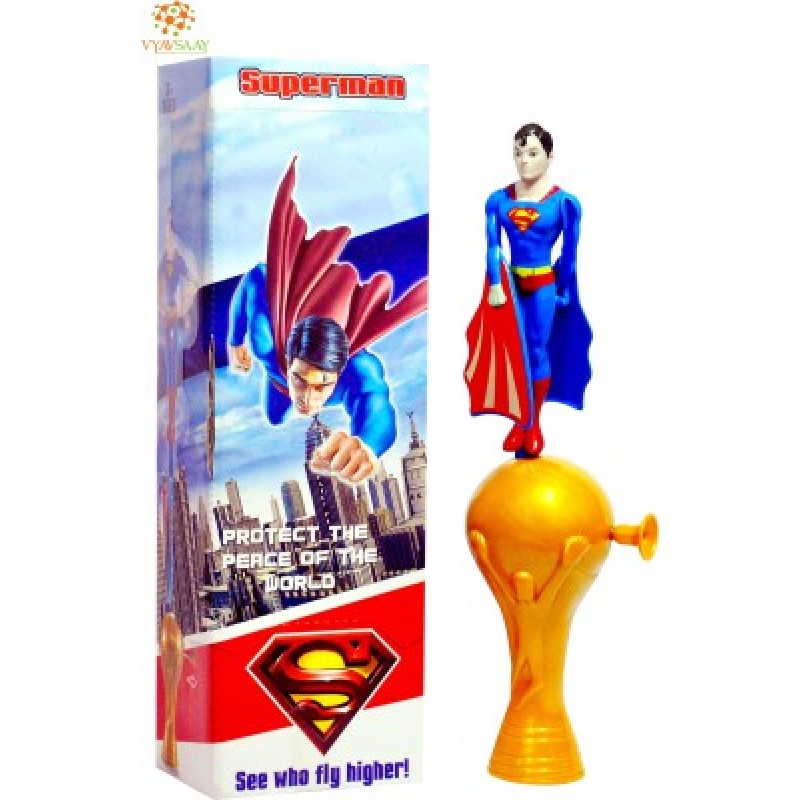 VYAVSAAY
Superman
PROTECT THE
PEACE OF THE
WORLD
S
See who fly higher!